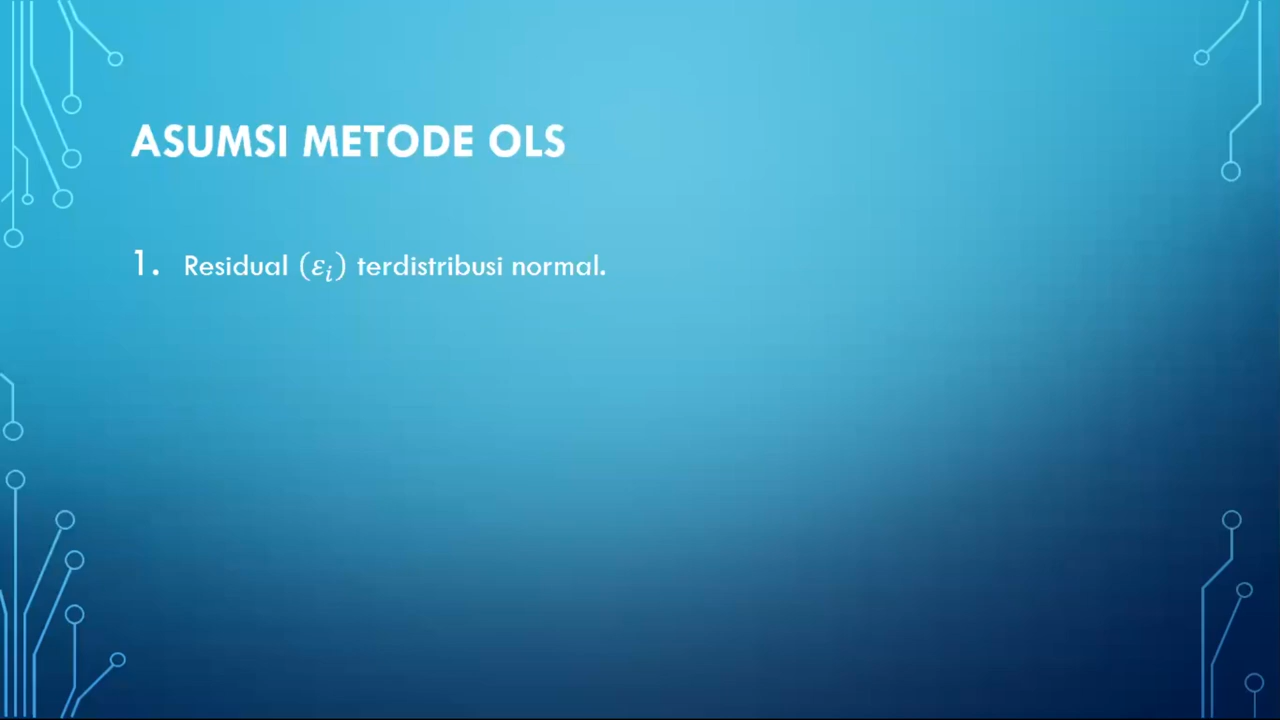 ASUMSI METODE OLS
1. Residual (εᵢ) terdistribusi normal.